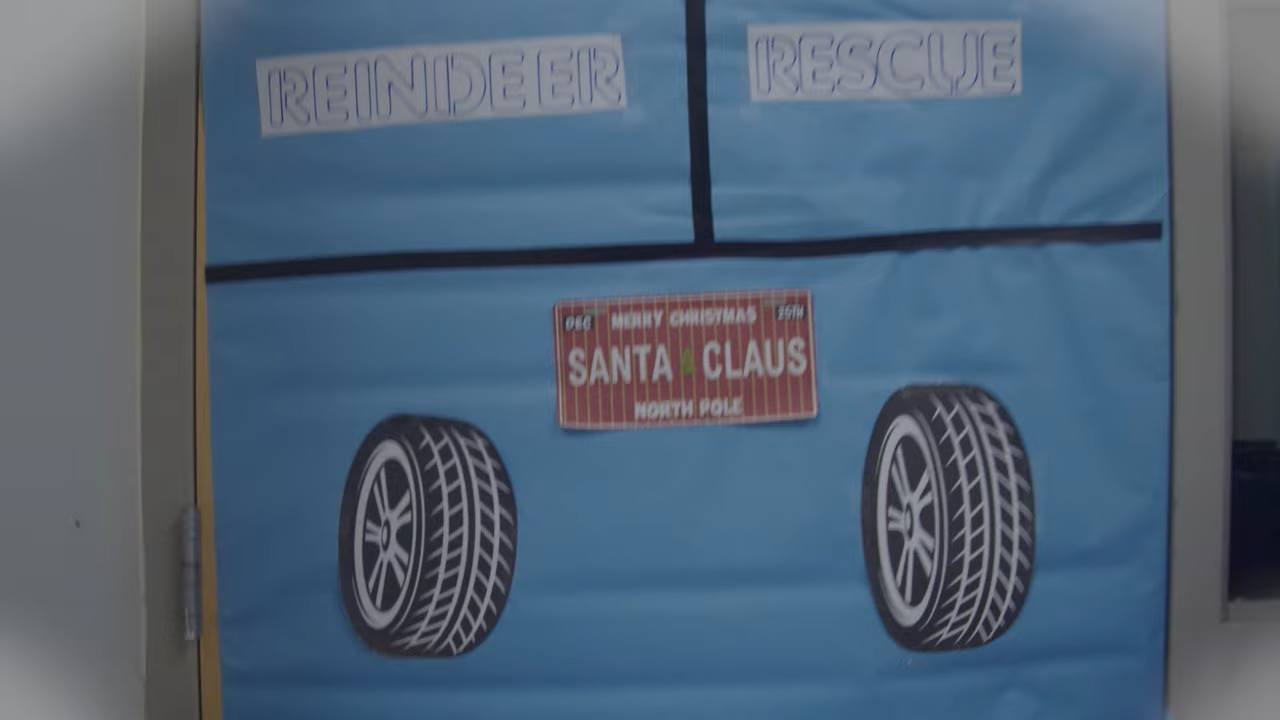 REINDEER RESCUE
DEC MERRY CHRISTMAS 25TH
SANTA CLAUS
NORTH POLE